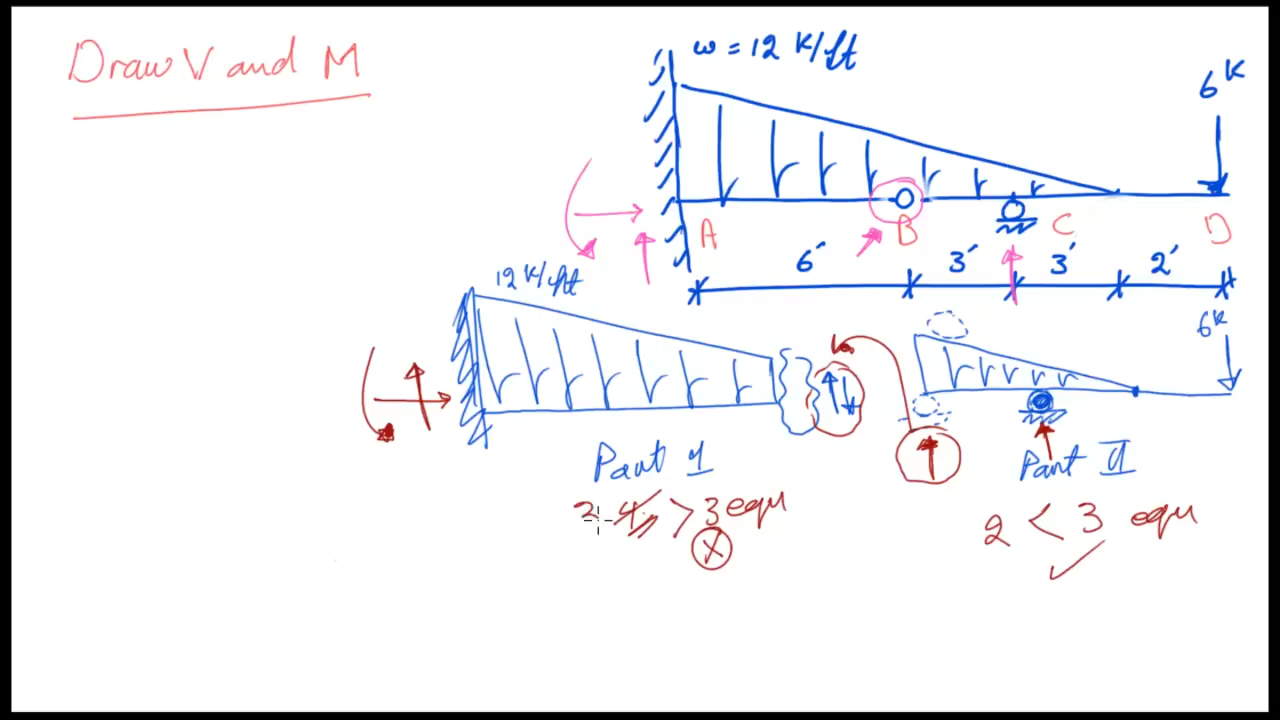 Draw V and M
w = 12 K/ft
6K
A B C D
6' 3' 3' 2'
12 K/ft
6K
Part 1
Part II
3 4 > 3 equ
X
2 < 3 equ